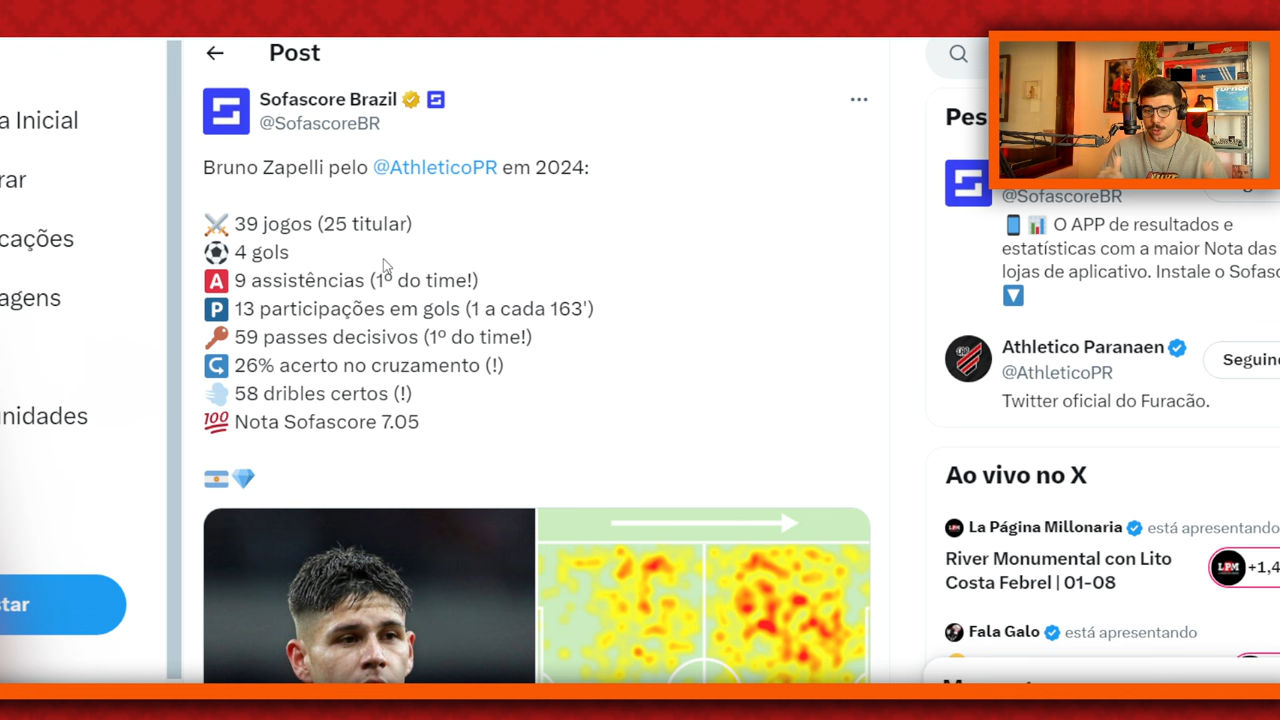 Post
Sofascore Brazil
@SofascoreBR
Bruno Zapelli pelo @AthleticoPR em 2024:
39 jogos (25 titular)
4 gols
A 9 assistências (1º do time!)
P 13 participações em gols (1 a cada 163')
59 passes decisivos (1º do time!)
26% acerto no cruzamento (!)
58 dribles certos (!)
100 Nota Sofascore 7.05
a Inicial
rar
cações
agens
nidades
tar
Pes
@SofascoreBR
O APP de resultados e
estatísticas com a maior Nota das
lojas de aplicativo. Instale o Sofasc
Athletico Paranaen
@AthleticoPR
Seguind
Twitter oficial do Furacão.
Ao vivo no X
La Página Millonaria está apresentando
River Monumental con Lito
Costa Febrel | 01-08
LPM +1,4
Fala Galo está apresentando